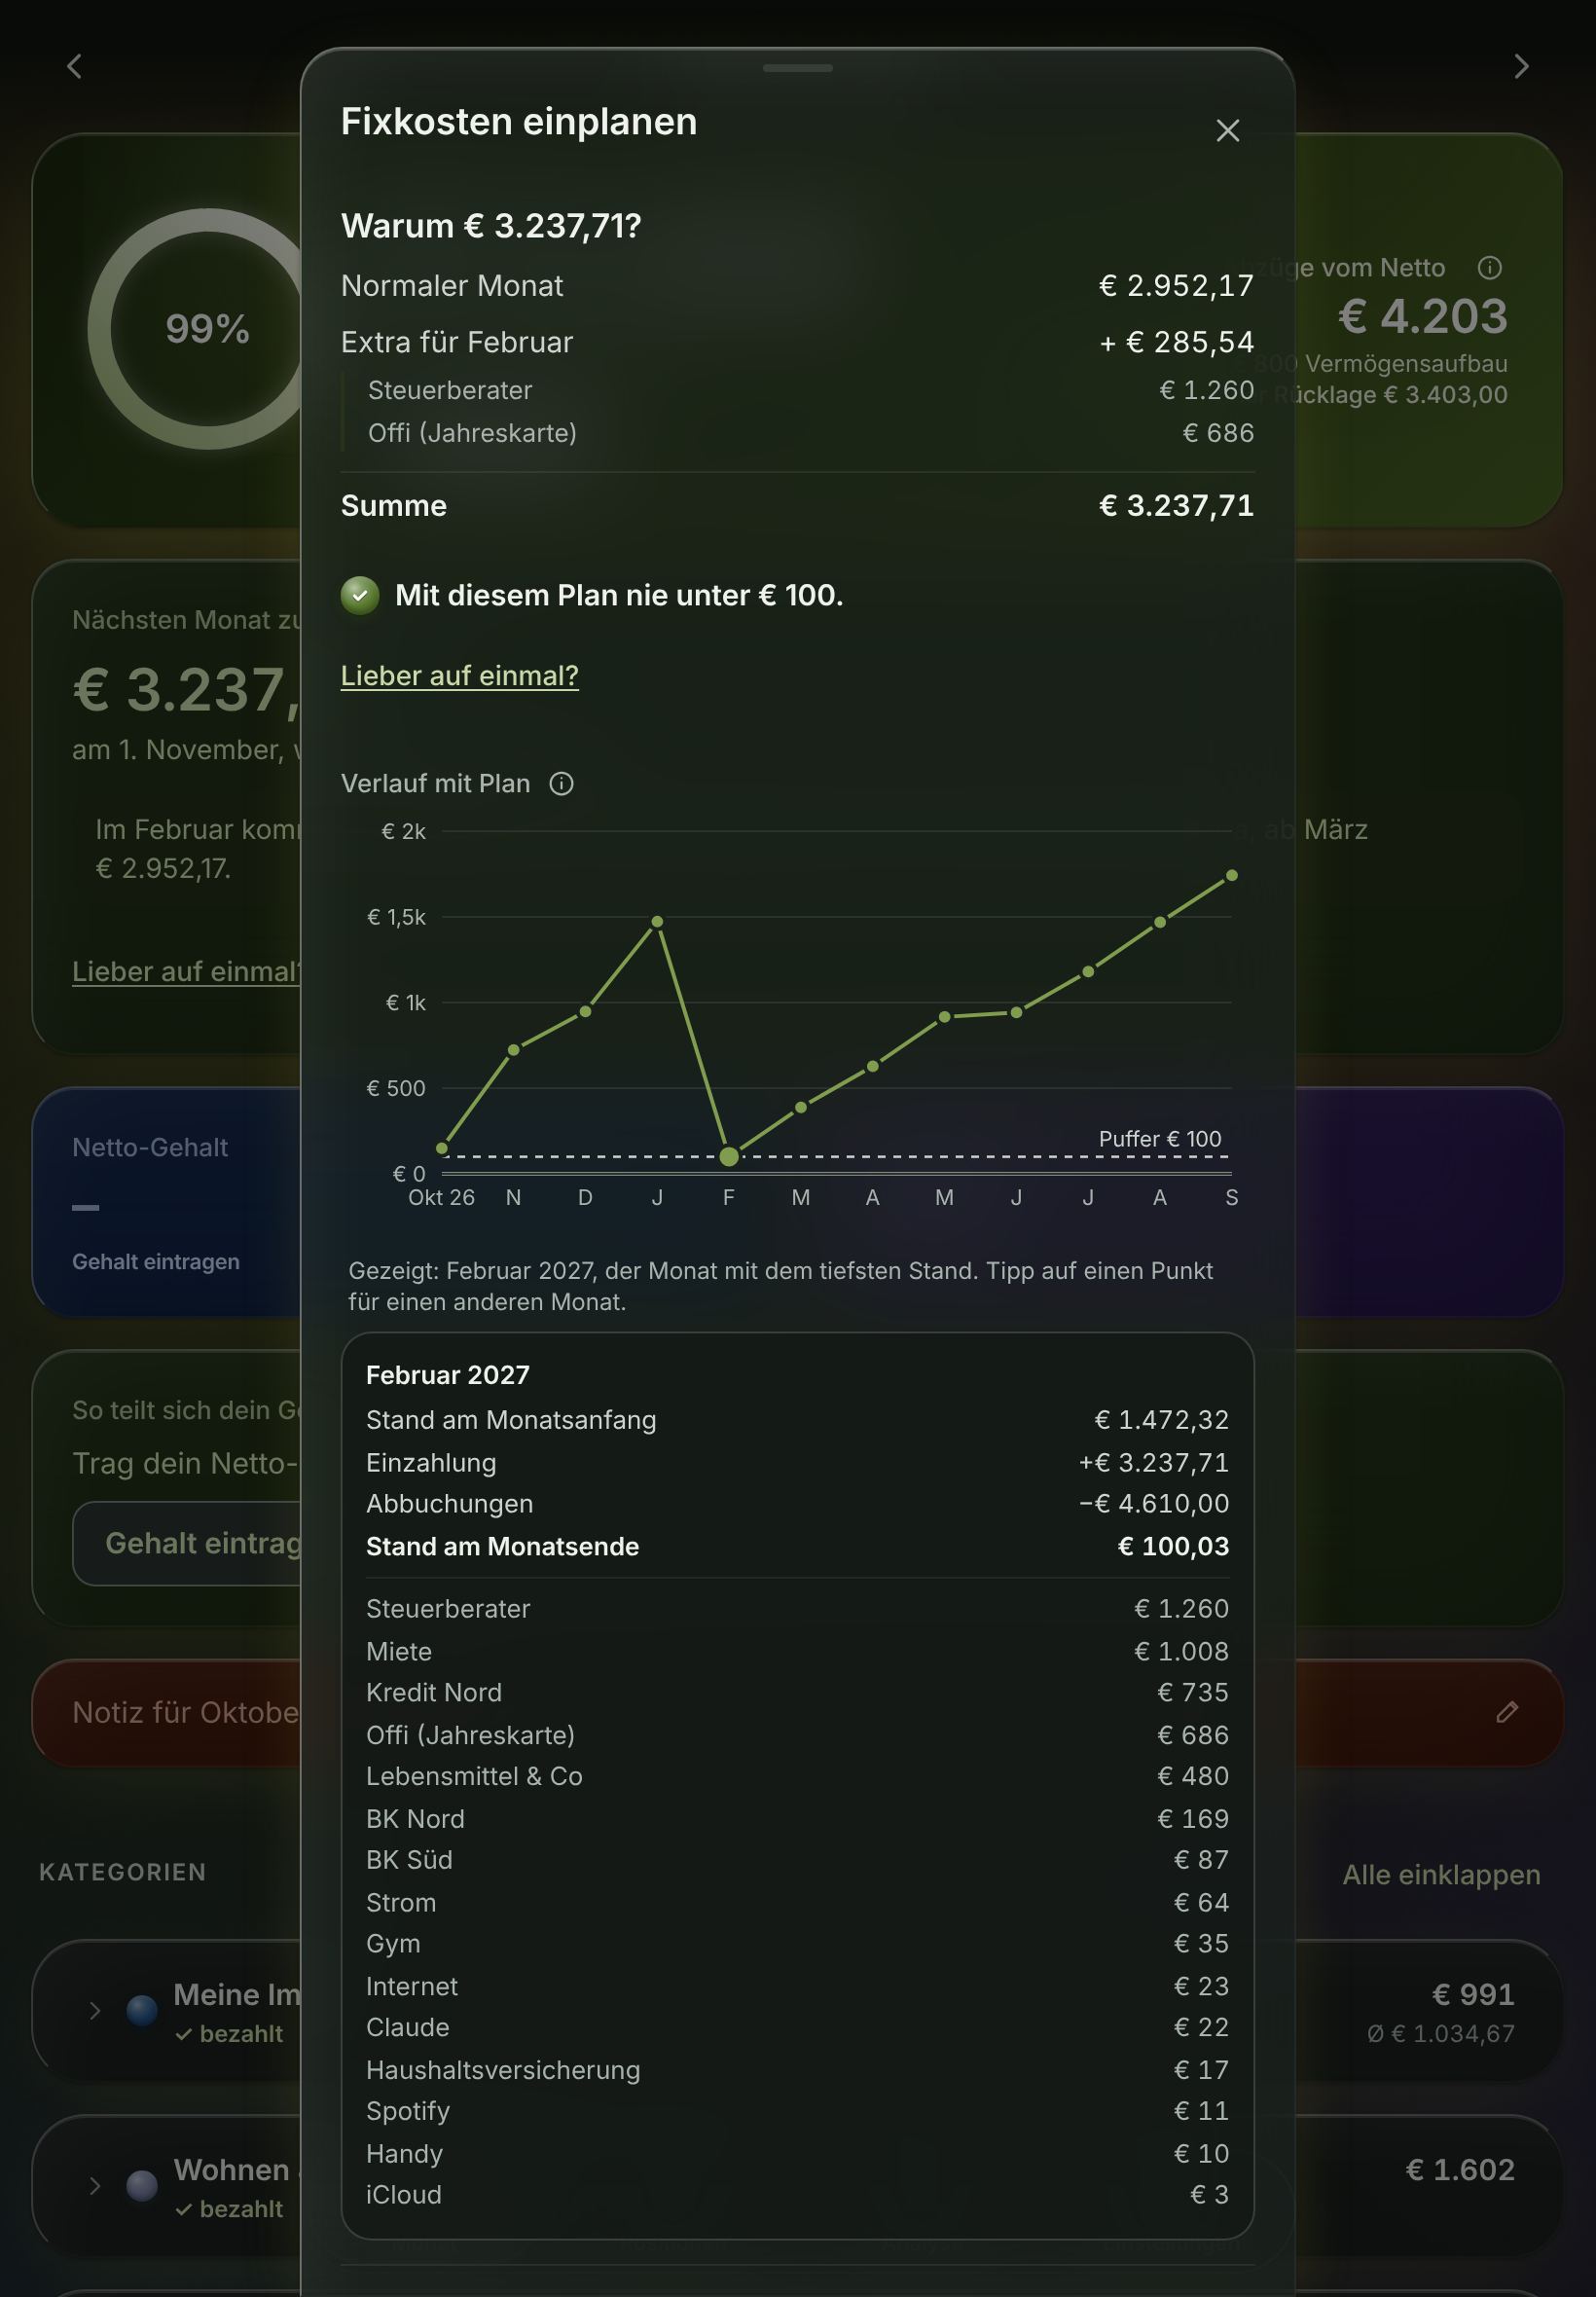 Fixkosten einplanen
Warum € 3.237,71?
Normaler Monat € 2.952,17
Extra für Februar + € 285,54
Steuerberater € 1.260
Offi (Jahreskarte) € 686
Summe € 3.237,71
Mit diesem Plan nie unter € 100.
Lieber auf einmal?
Verlauf mit Plan
€ 2k
€ 1,5k
€ 1k
€ 500
Puffer € 100
€ 0
Okt 26 N D J F M A M J J A S
Gezeigt: Februar 2027, der Monat mit dem tiefsten Stand. Tipp auf einen Punkt
für einen anderen Monat.
Februar 2027
Stand am Monatsanfang € 1.472,32
Einzahlung +€ 3.237,71
Abbuchungen −€ 4.610,00
Stand am Monatsende € 100,03
Steuerberater € 1.260
Miete € 1.008
Kredit Nord € 735
Offi (Jahreskarte) € 686
Lebensmittel & Co € 480
BK Nord € 169
BK Süd € 87
Strom € 64
Gym € 35
Internet € 23
Claude € 22
Haushaltsversicherung € 17
Spotify € 11
Handy € 10
iCloud € 3
99%
vom Netto
€ 4.203
Vermögensaufbau
Rücklage € 3.403,00
Nächsten Monat
€ 3.237,
am 1. November,
Im Februar
ab März
€ 2.952,17.
Lieber auf einmal?
Netto-Gehalt
–
Gehalt eintragen
So teilt sich dein
Trag dein Netto-
Gehalt eintrag
Notiz für Oktobe
KATEGORIEN
Alle einklappen
Meine Im
✓ bezahlt
€ 991
Ø € 1.034,67
Wohnen
✓ bezahlt
€ 1.602